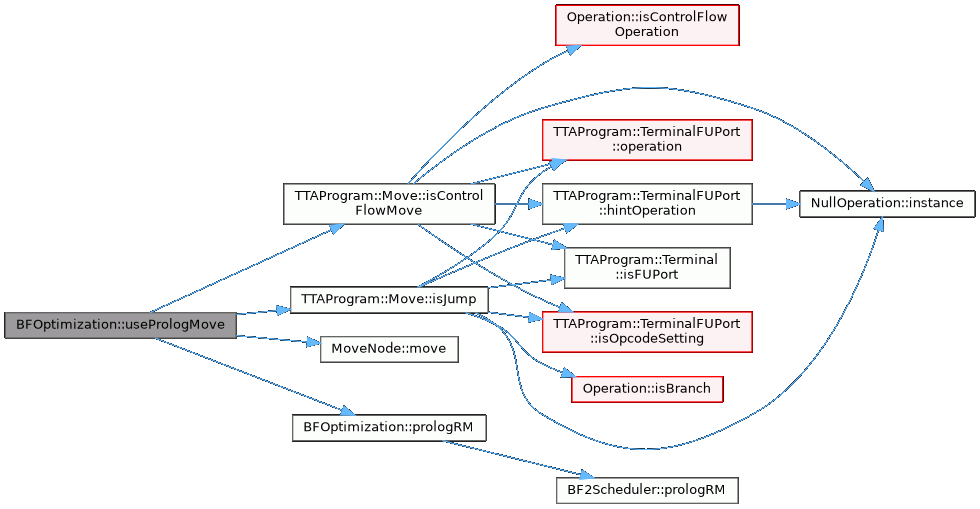 Operation::isControlFlow
Operation
TTAProgram::TerminalFUPort
::operation
TTAProgram::Move::isControl
FlowMove
TTAProgram::TerminalFUPort
::hintOperation
NullOperation::instance
TTAProgram::Terminal
::isFUPort
TTAProgram::Move::isJump
BFOptimization::usePrologMove
TTAProgram::TerminalFUPort
::isOpcodeSetting
MoveNode::move
Operation::isBranch
BFOptimization::prologRM
BF2Scheduler::prologRM